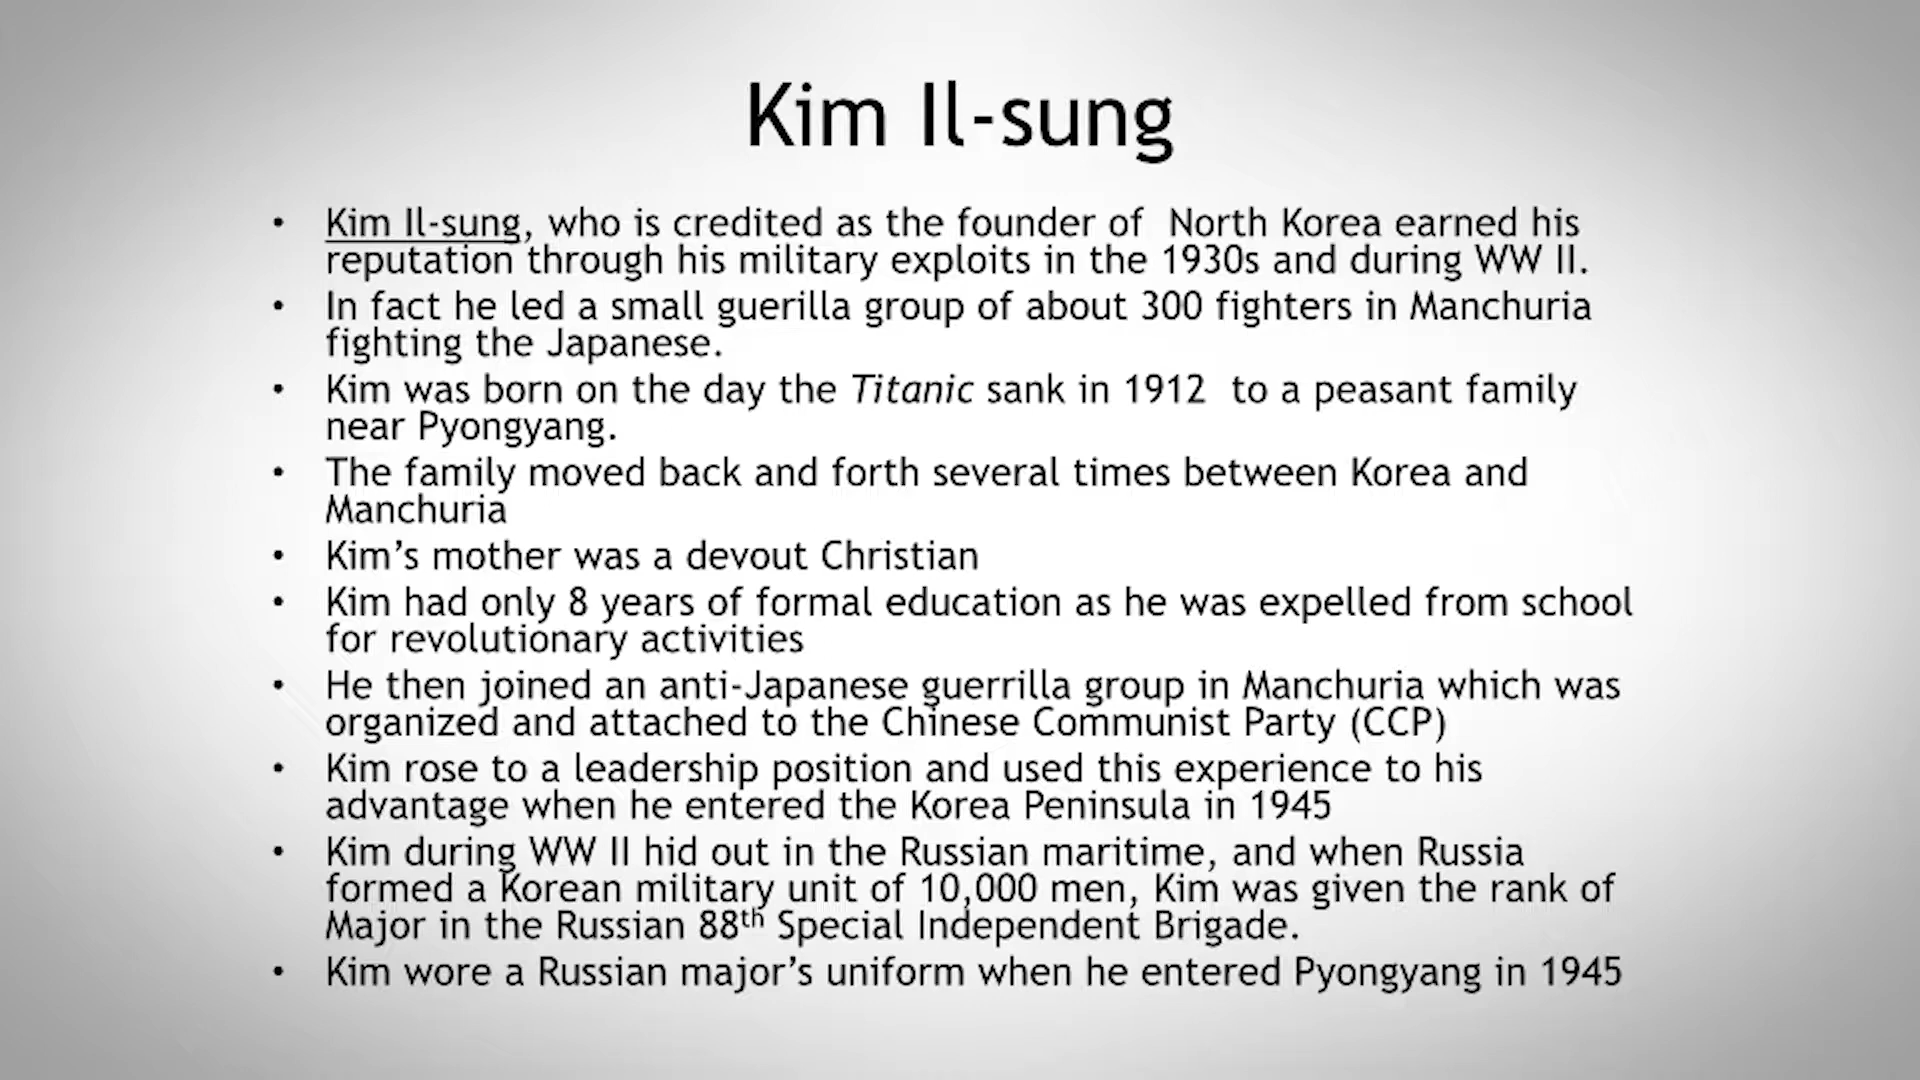 Kim Il-sung
• Kim Il-sung, who is credited as the founder of  North Korea earned his
reputation through his military exploits in the 1930s and during WW II.
• In fact he led a small guerilla group of about 300 fighters in Manchuria
fighting the Japanese.
• Kim was born on the day the Titanic sank in 1912  to a peasant family
near Pyongyang.
• The family moved back and forth several times between Korea and
Manchuria
• Kim’s mother was a devout Christian
• Kim had only 8 years of formal education as he was expelled from school
for revolutionary activities
• He then joined an anti-Japanese guerrilla group in Manchuria which was
organized and attached to the Chinese Communist Party (CCP)
• Kim rose to a leadership position and used this experience to his
advantage when he entered the Korea Peninsula in 1945
• Kim during WW II hid out in the Russian maritime, and when Russia
formed a Korean military unit of 10,000 men, Kim was given the rank of
Major in the Russian 88th Special Independent Brigade.
• Kim wore a Russian major’s uniform when he entered Pyongyang in 1945